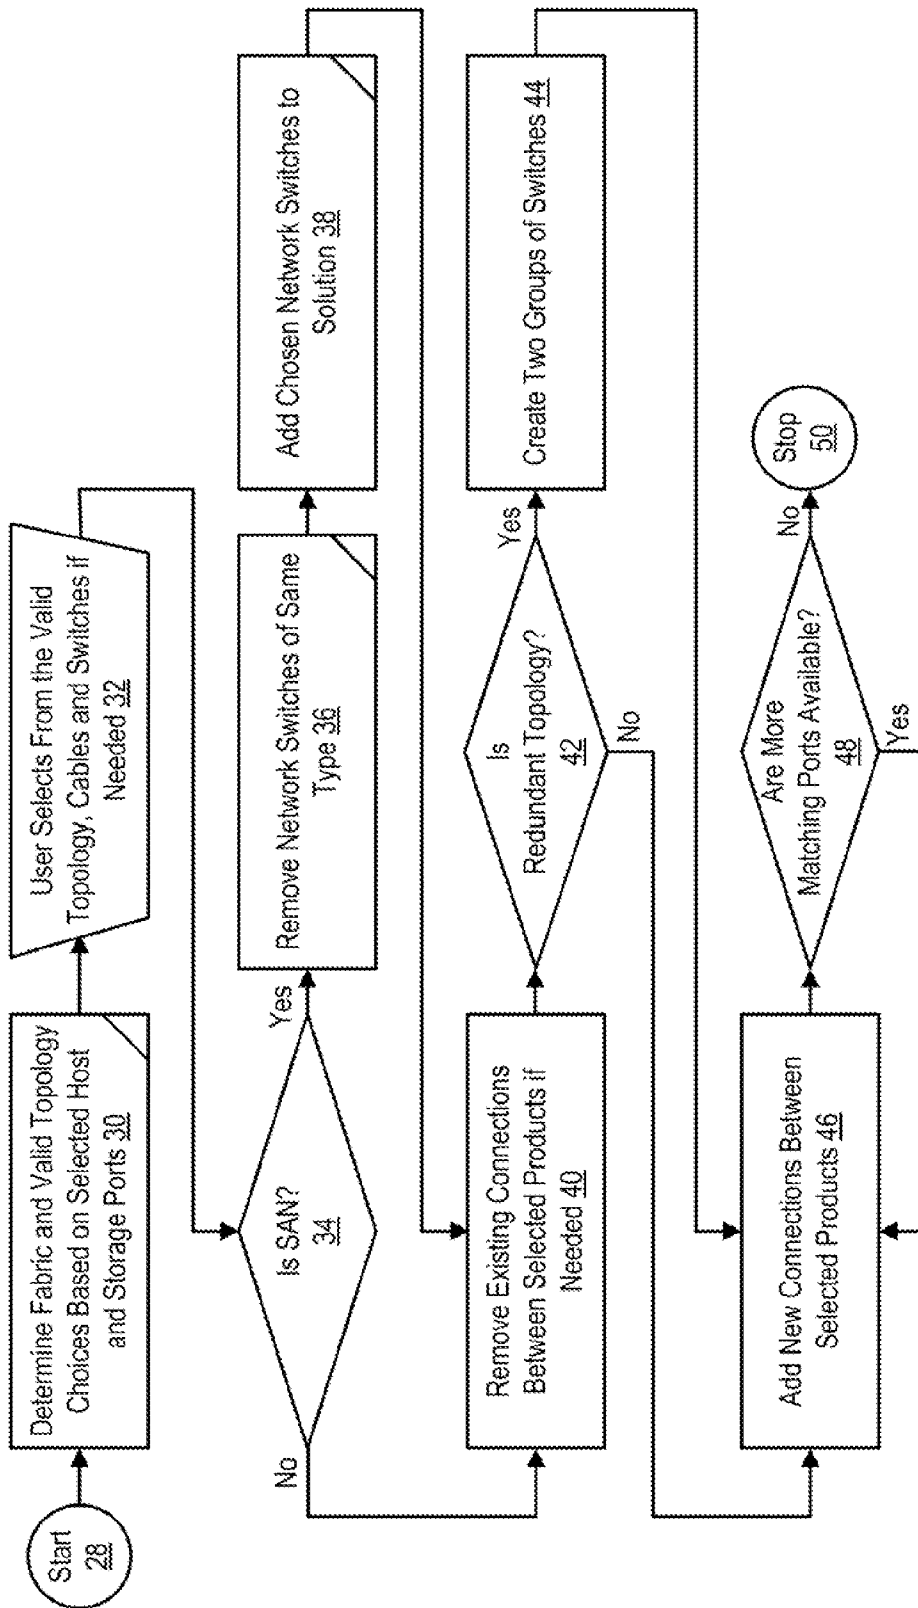 Start
28
Determine Fabric and Valid Topology
Choices Based on Selected Host
and Storage Ports 30
User Selects From the Valid
Topology, Cables and Switches if
Needed 32
Is SAN?
34
Yes
No
Remove Network Switches of Same
Type 36
Add Chosen Network Switches to
Solution 38
Remove Existing Connections
Between Selected Products if
Needed 40
Is
Redundant Topology?
42
Yes
No
Create Two Groups of Switches 44
Add New Connections Between
Selected Products 46
Are More
Matching Ports Available?
48
No
Yes
Stop
50